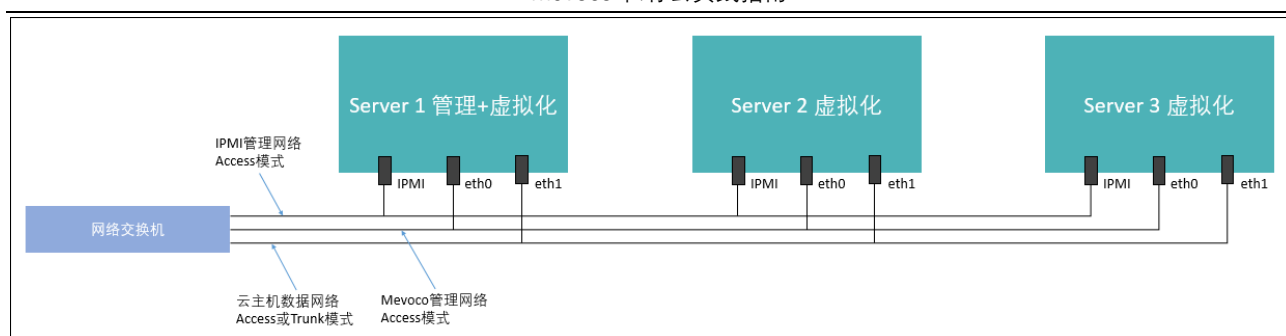 Server 1 管理+虚拟化
Server 2 虚拟化
Server 3 虚拟化
IPMI管理网络
Access模式
IPMI
eth0
eth1
IPMI
eth0
eth1
IPMI
eth0
eth1
网络交换机
云主机数据网络
Access或Trunk模式
Mevoco管理网络
Access模式